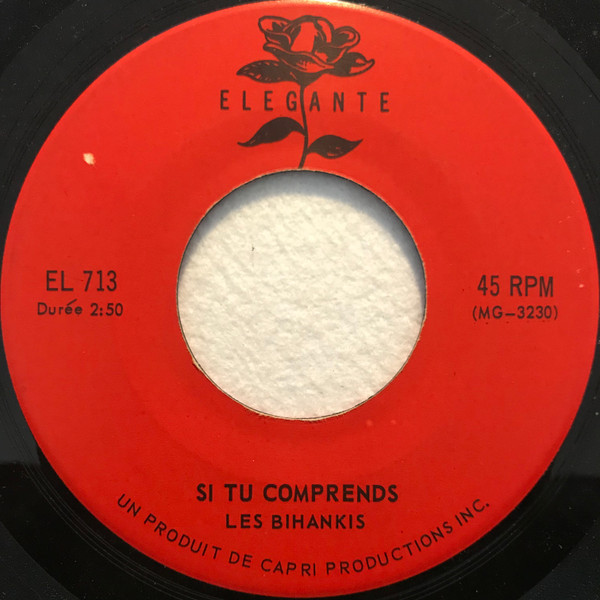 ELEGANTE
EL 713
Durée 2:50
45 RPM
(MG-3230)
SI TU COMPRENDS
LES BIHANKIS
UN PRODUIT DE CAPRI PRODUCTIONS INC.